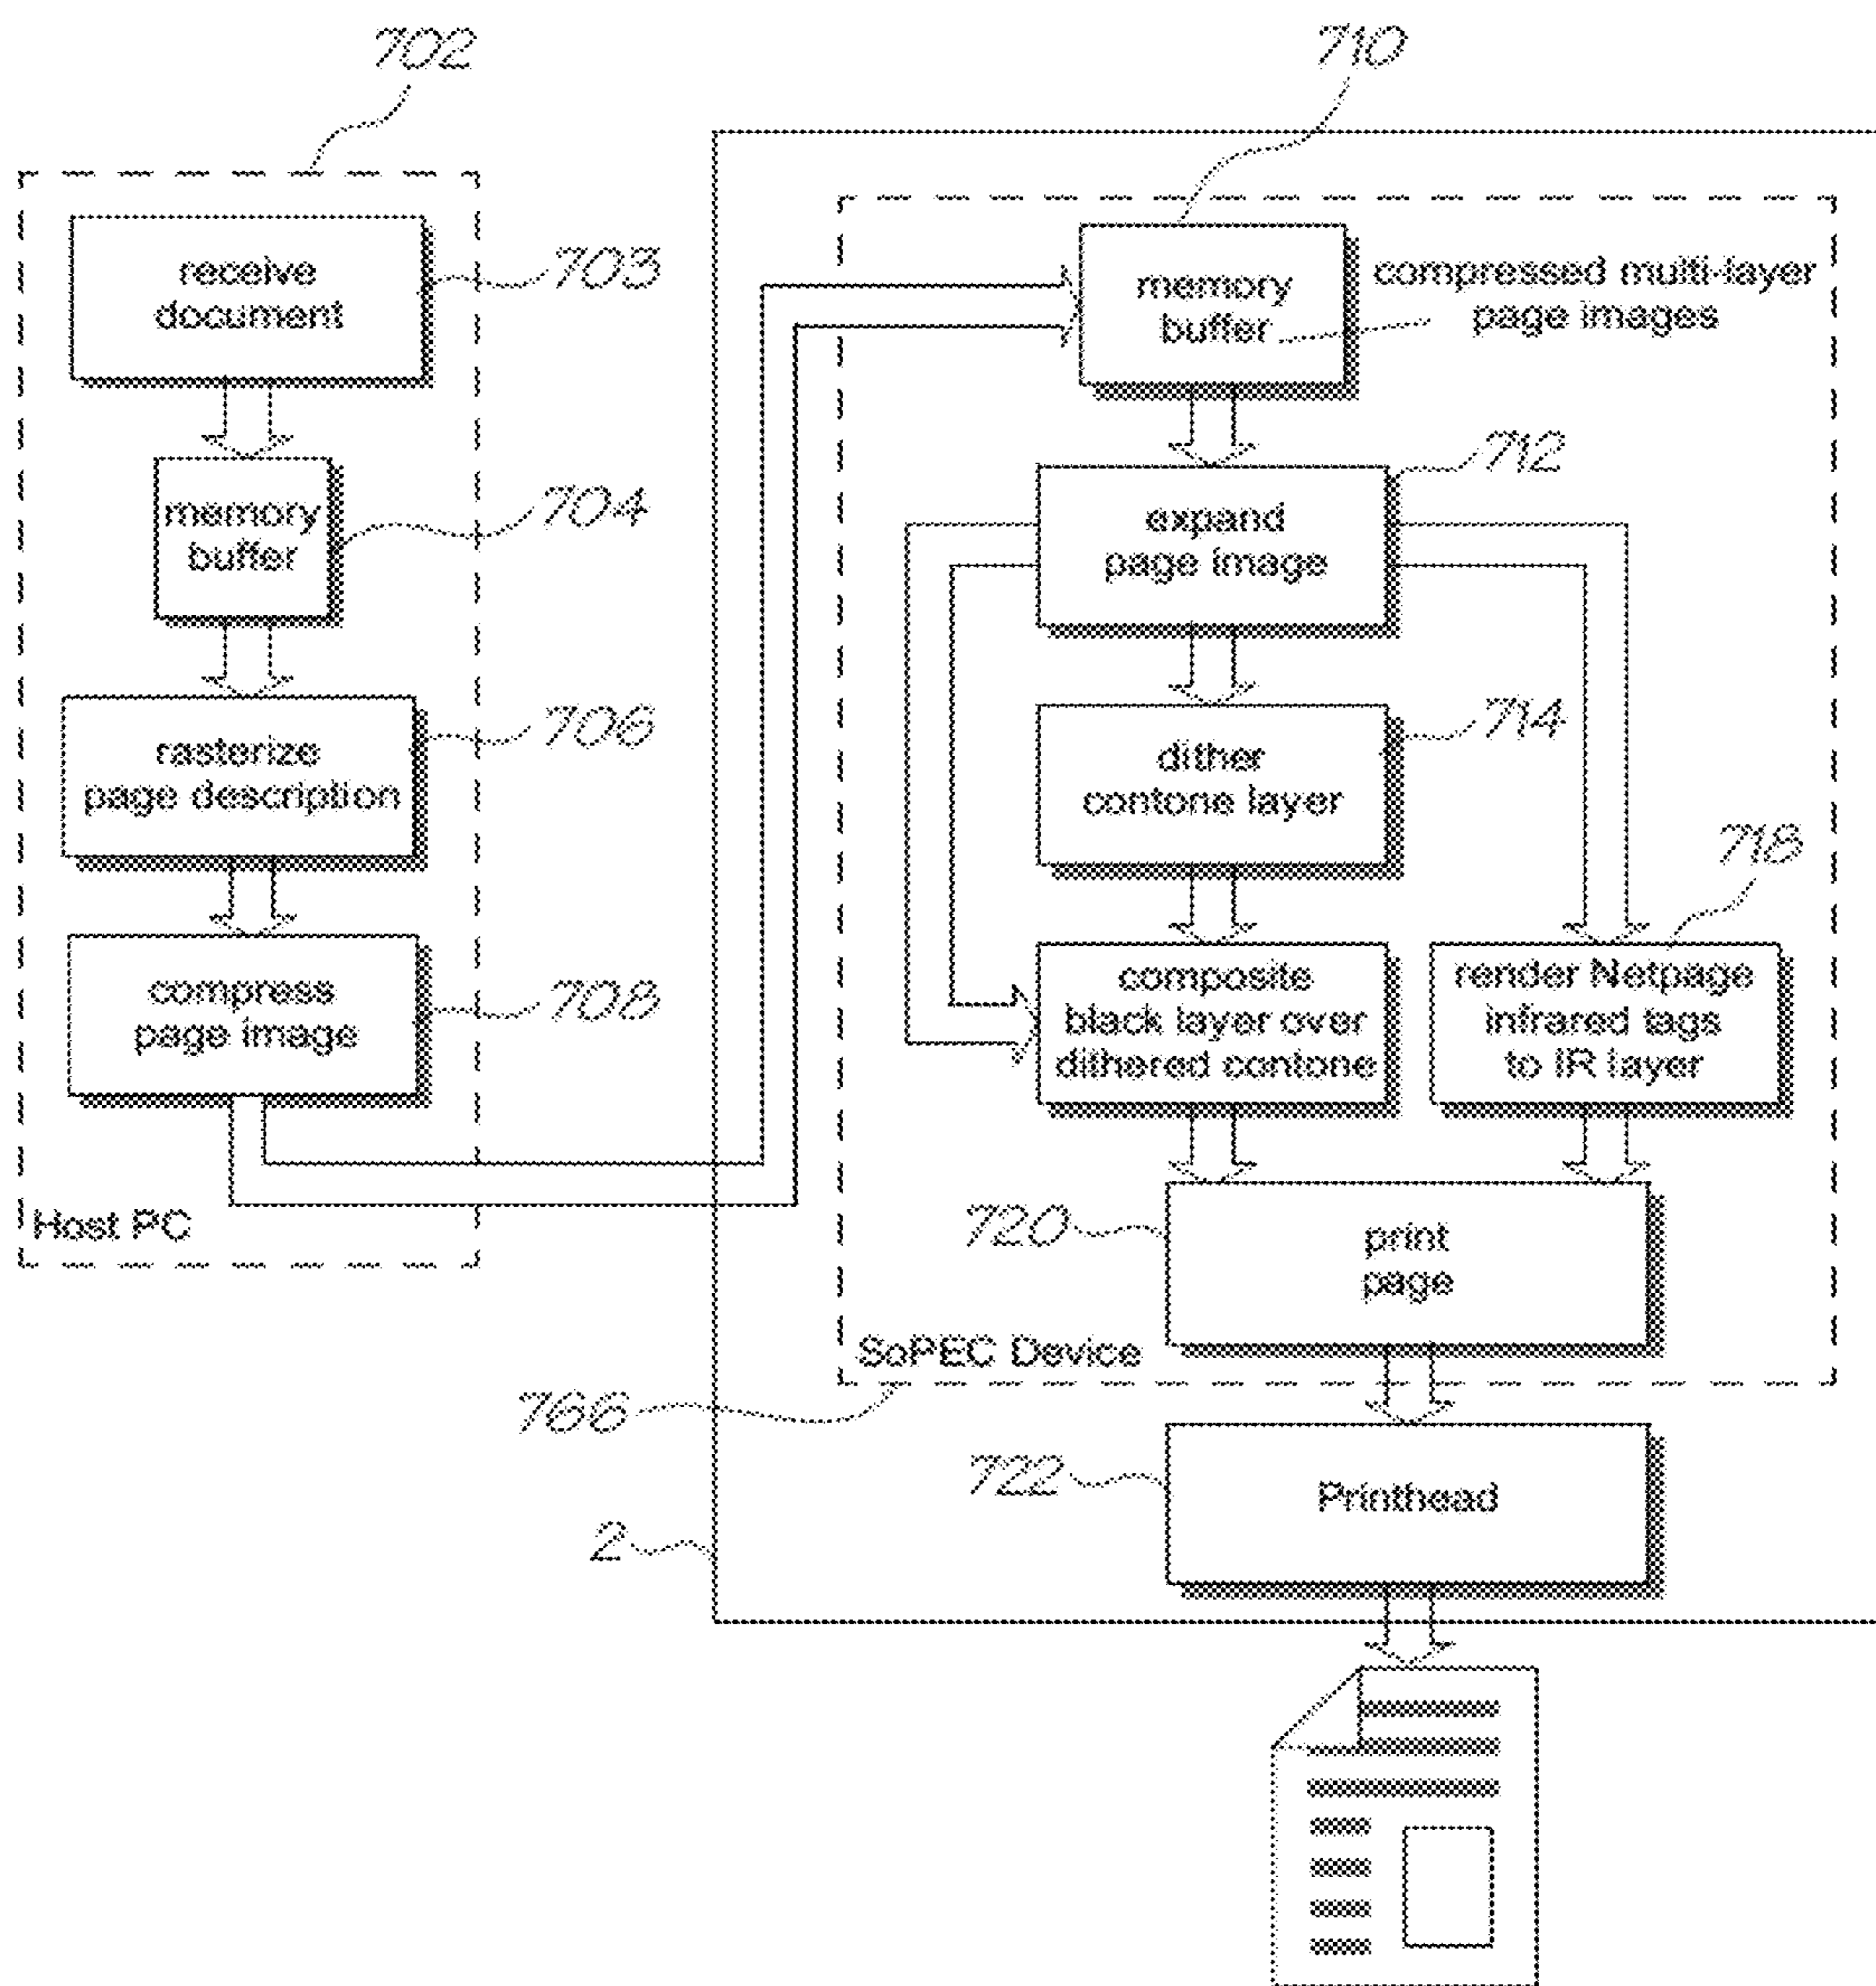 702
710
receive
document
703
memory
buffer
compressed multi-layer
page images
memory
buffer
704
expand
page image
712
rasterize
page description
706
dither
contone layer
714
718
compress
page image
708
composite
black layer over
dithered contone
render Netpage
infrared tags
to IR layer
Host PC
720
print
page
SoPEC Device
766
722
Printhead
2